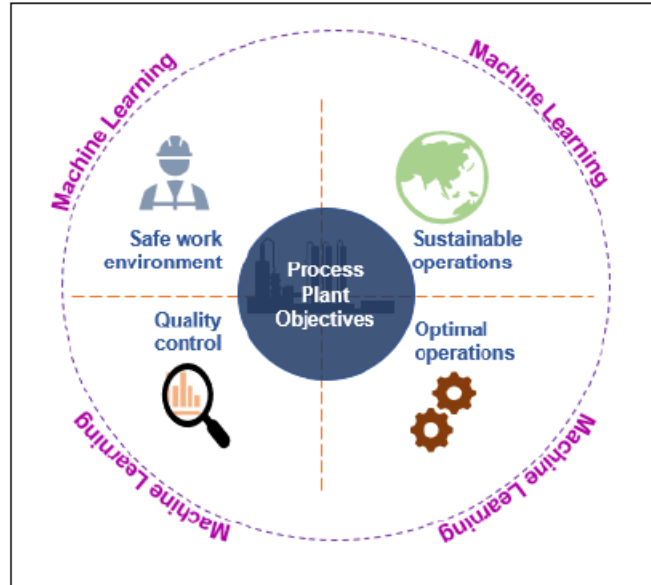 Machine Learning
Machine Learning
Safe work
environment
Sustainable
operations
Process
Plant
Objectives
Quality
control
Optimal
operations
Machine Learning
Machine Learning